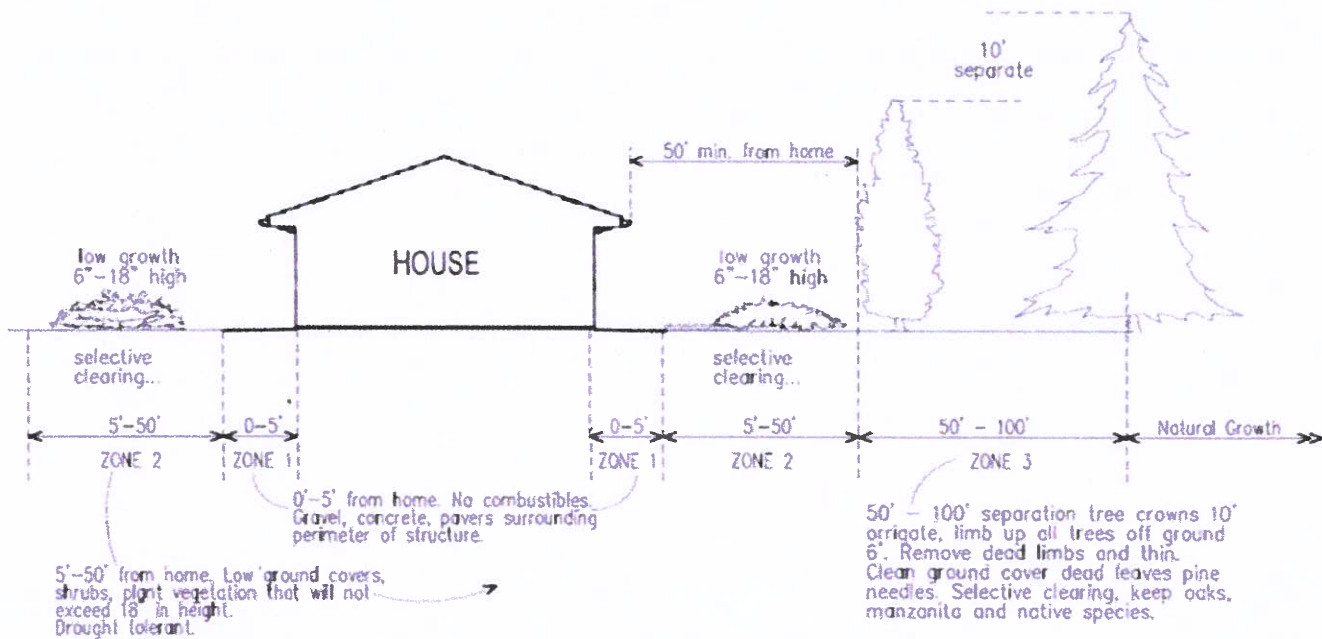 10'
separate
50' min. from home
low growth
6"-18" high
HOUSE
low growth
6"-18" high
selective
clearing...
selective
clearing...
5'-50'
0-5'
0-5'
5'-50'
50' - 100'
Natural Growth
ZONE 2
ZONE 1
ZONE 1
ZONE 2
ZONE 3
0'-5' from home. No combustibles.
Gravel, concrete, pavers surrounding
perimeter of structure.
5'-50' from home. Low ground covers,
shrubs, plant vegetation that will not
exceed 18" in height.
Drought tolerant.
50' - 100' separation tree crowns 10'
orrigate, limb up all trees off ground
6'. Remove dead limbs and thin.
Clean ground cover dead leaves pine
needles. Selective clearing, keep oaks,
manzanita and native species.